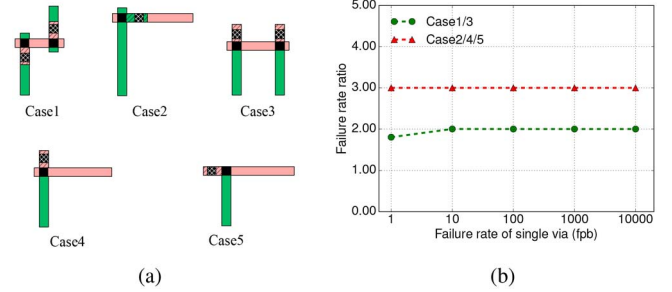 Case1
Case2
Case3
Case4
Case5
(a)
5.00
4.00
3.00
2.00
1.00
0.00
Failure rate ratio
Case1/3
Case2/4/5
1 10 100 1000 10000
Failure rate of single via (fpb)
(b)